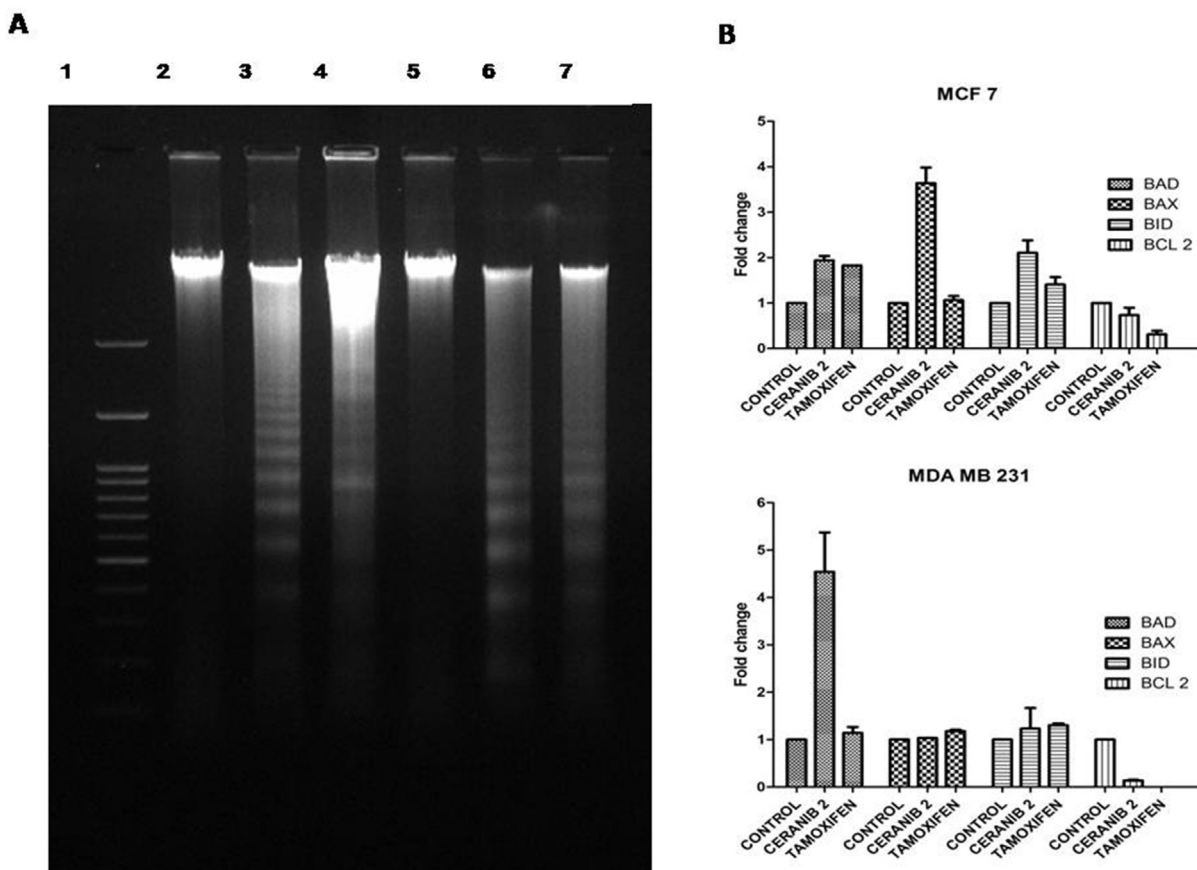 A
1 2 3 4 5 6 7
B
MCF 7
5
4
3
2
1
0
Fold change
BAD
BAX
BID
BCL 2
CONTROL
CERANIB 2
TAMOXIFEN
CONTROL
CERANIB 2
TAMOXIFEN
CONTROL
CERANIB 2
TAMOXIFEN
CONTROL
CERANIB 2
TAMOXIFEN
MDA MB 231
6
5
4
3
2
1
0
Fold change
BAD
BAX
BID
BCL 2
CONTROL
CERANIB 2
TAMOXIFEN
CONTROL
CERANIB 2
TAMOXIFEN
CONTROL
CERANIB 2
TAMOXIFEN
CONTROL
CERANIB 2
TAMOXIFEN